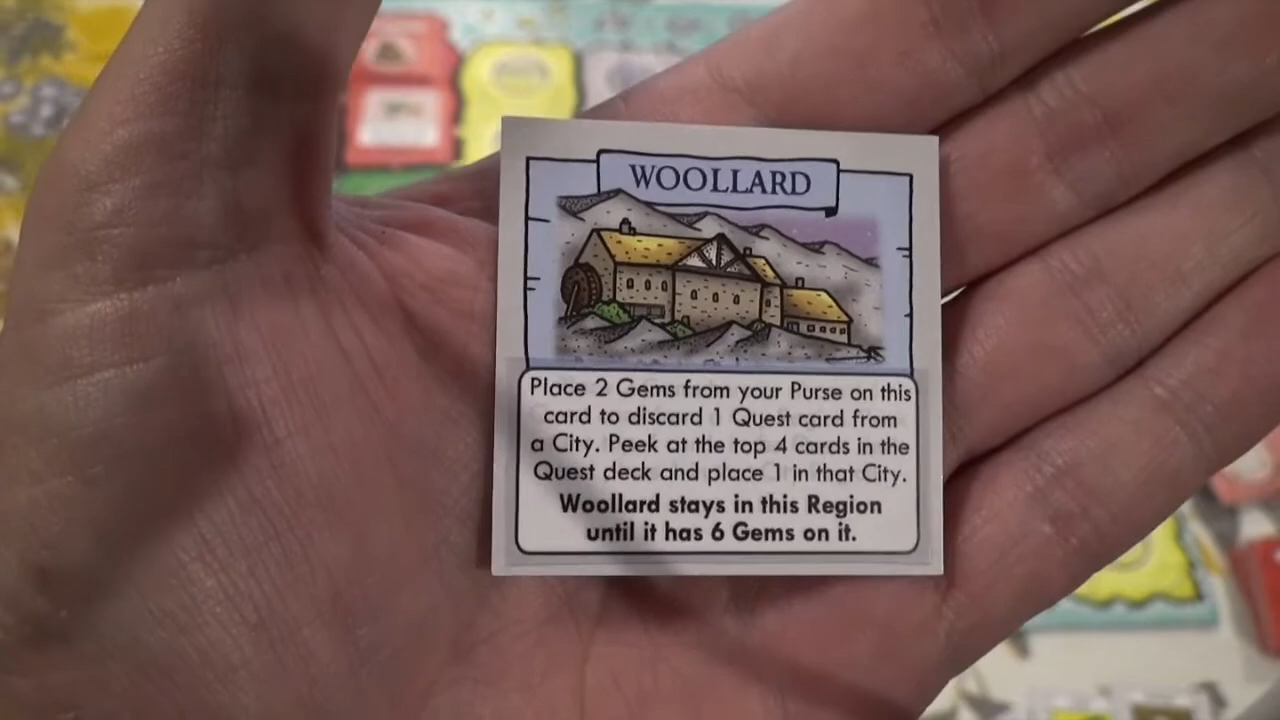 WOOLLARD
Place 2 Gems from your Purse on this
card to discard 1 Quest card from
a City. Peek at the top 4 cards in the
Quest deck and place 1 in that City.
Woollard stays in this Region
until it has 6 Gems on it.